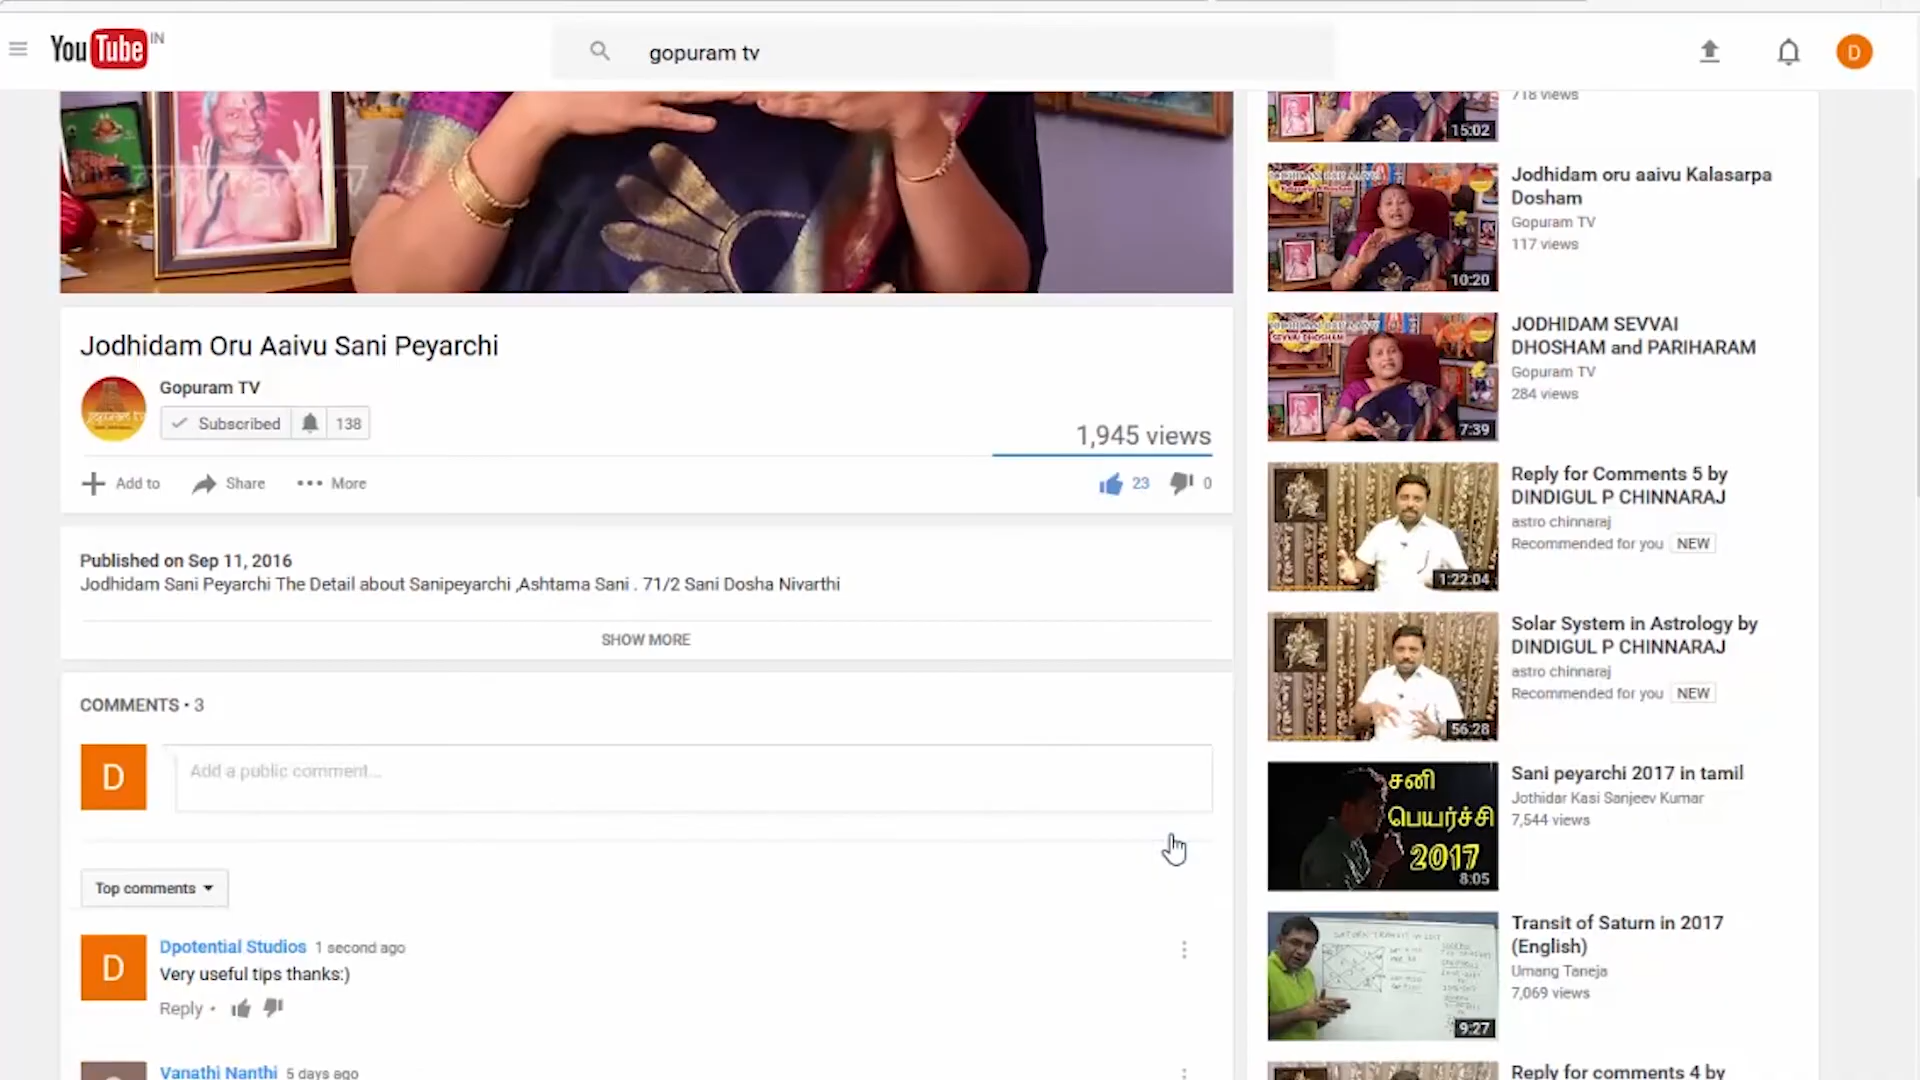 YouTube IN
gopuram tv
gopuram tv
Jodhidam Oru Aaivu Sani Peyarchi
Gopuram TV
Subscribed 138
1,945 views
Add to Share More
23 0
Published on Sep 11, 2016
Jodhidam Sani Peyarchi The Detail about Sanipeyarchi ,Ashtama Sani . 71/2 Sani Dosha Nivarthi
SHOW MORE
COMMENTS • 3
D
Add a public comment...
Top comments
D
Dpotential Studios 1 second ago
Very useful tips thanks:)
Reply •
Vanathi Nanthi 5 days ago
D
718 views
15:02
Jodhidam oru aaivu Kalasarpa
Dosham
Gopuram TV
117 views
10:20
JODHIDAM SEVVAI
DHOSHAM and PARIHARAM
Gopuram TV
284 views
SEVVAI DHOSHAM
7:39
Reply for Comments 5 by
DINDIGUL P CHINNARAJ
astro chinnaraj
Recommended for you NEW
1:22:04
Solar System in Astrology by
DINDIGUL P CHINNARAJ
astro chinnaraj
Recommended for you NEW
56:28
சனி
பெயர்ச்சி
2017
8:05
Sani peyarchi 2017 in tamil
Jothidar Kasi Sanjeev Kumar
7,544 views
Transit of Saturn in 2017
(English)
Umang Taneja
7,069 views
9:27
Reply for comments 4 by